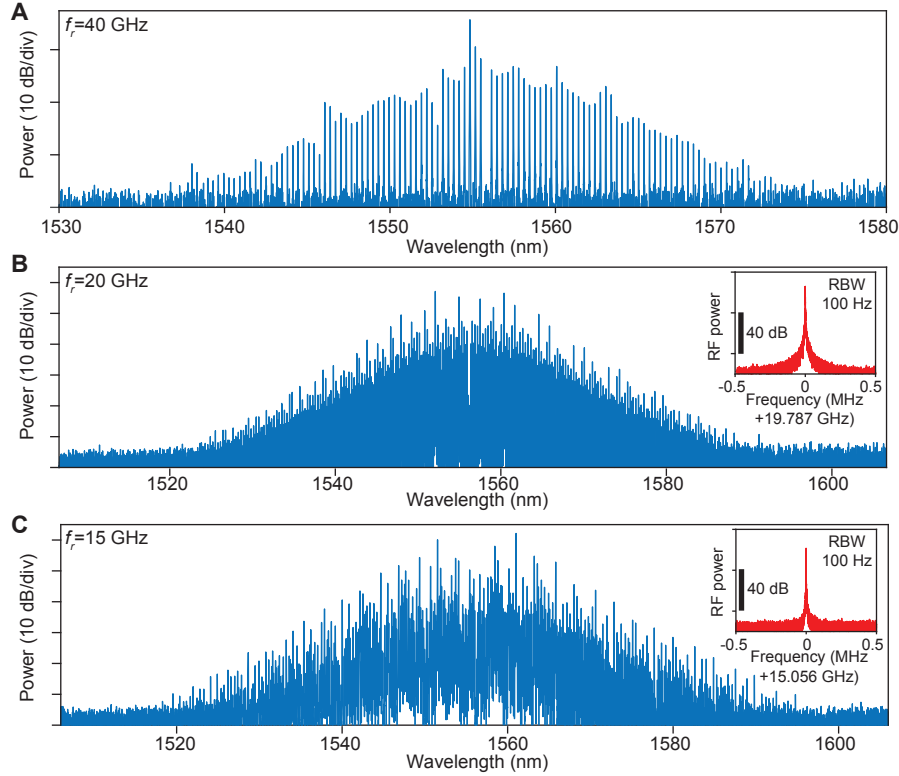 A
f_r=40 GHz
Power (10 dB/div)
1530 1540 1550 1560 1570 1580
Wavelength (nm)
B
f_r=20 GHz
Power (10 dB/div)
1520 1540 1560 1580 1600
Wavelength (nm)
RBW
100 Hz
RF power
40 dB
-0.5 0 0.5
Frequency (MHz
+19.787 GHz)
C
f_r=15 GHz
Power (10 dB/div)
1520 1540 1560 1580 1600
Wavelength (nm)
RBW
100 Hz
RF power
40 dB
-0.5 0 0.5
Frequency (MHz
+15.056 GHz)